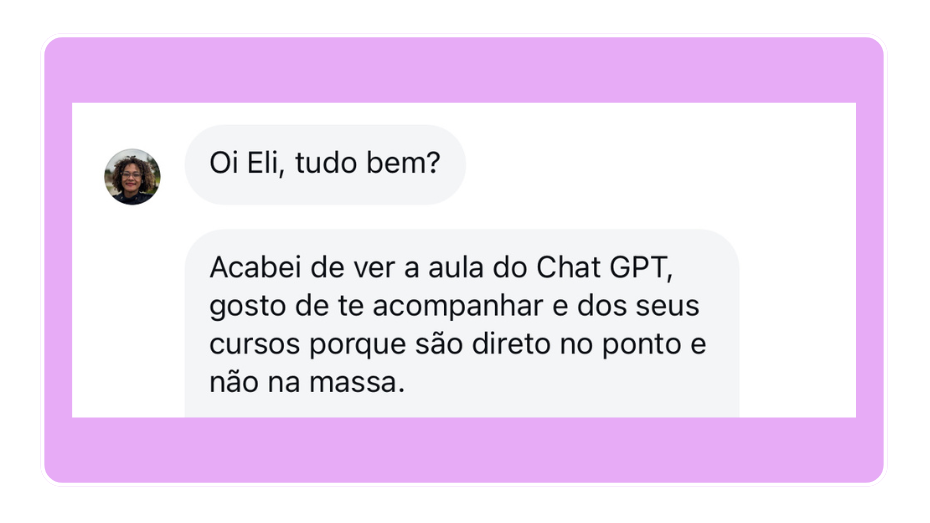 Oi Eli, tudo bem?
Acabei de ver a aula do Chat GPT,
gosto de te acompanhar e dos seus
cursos porque são direto no ponto e
não na massa.